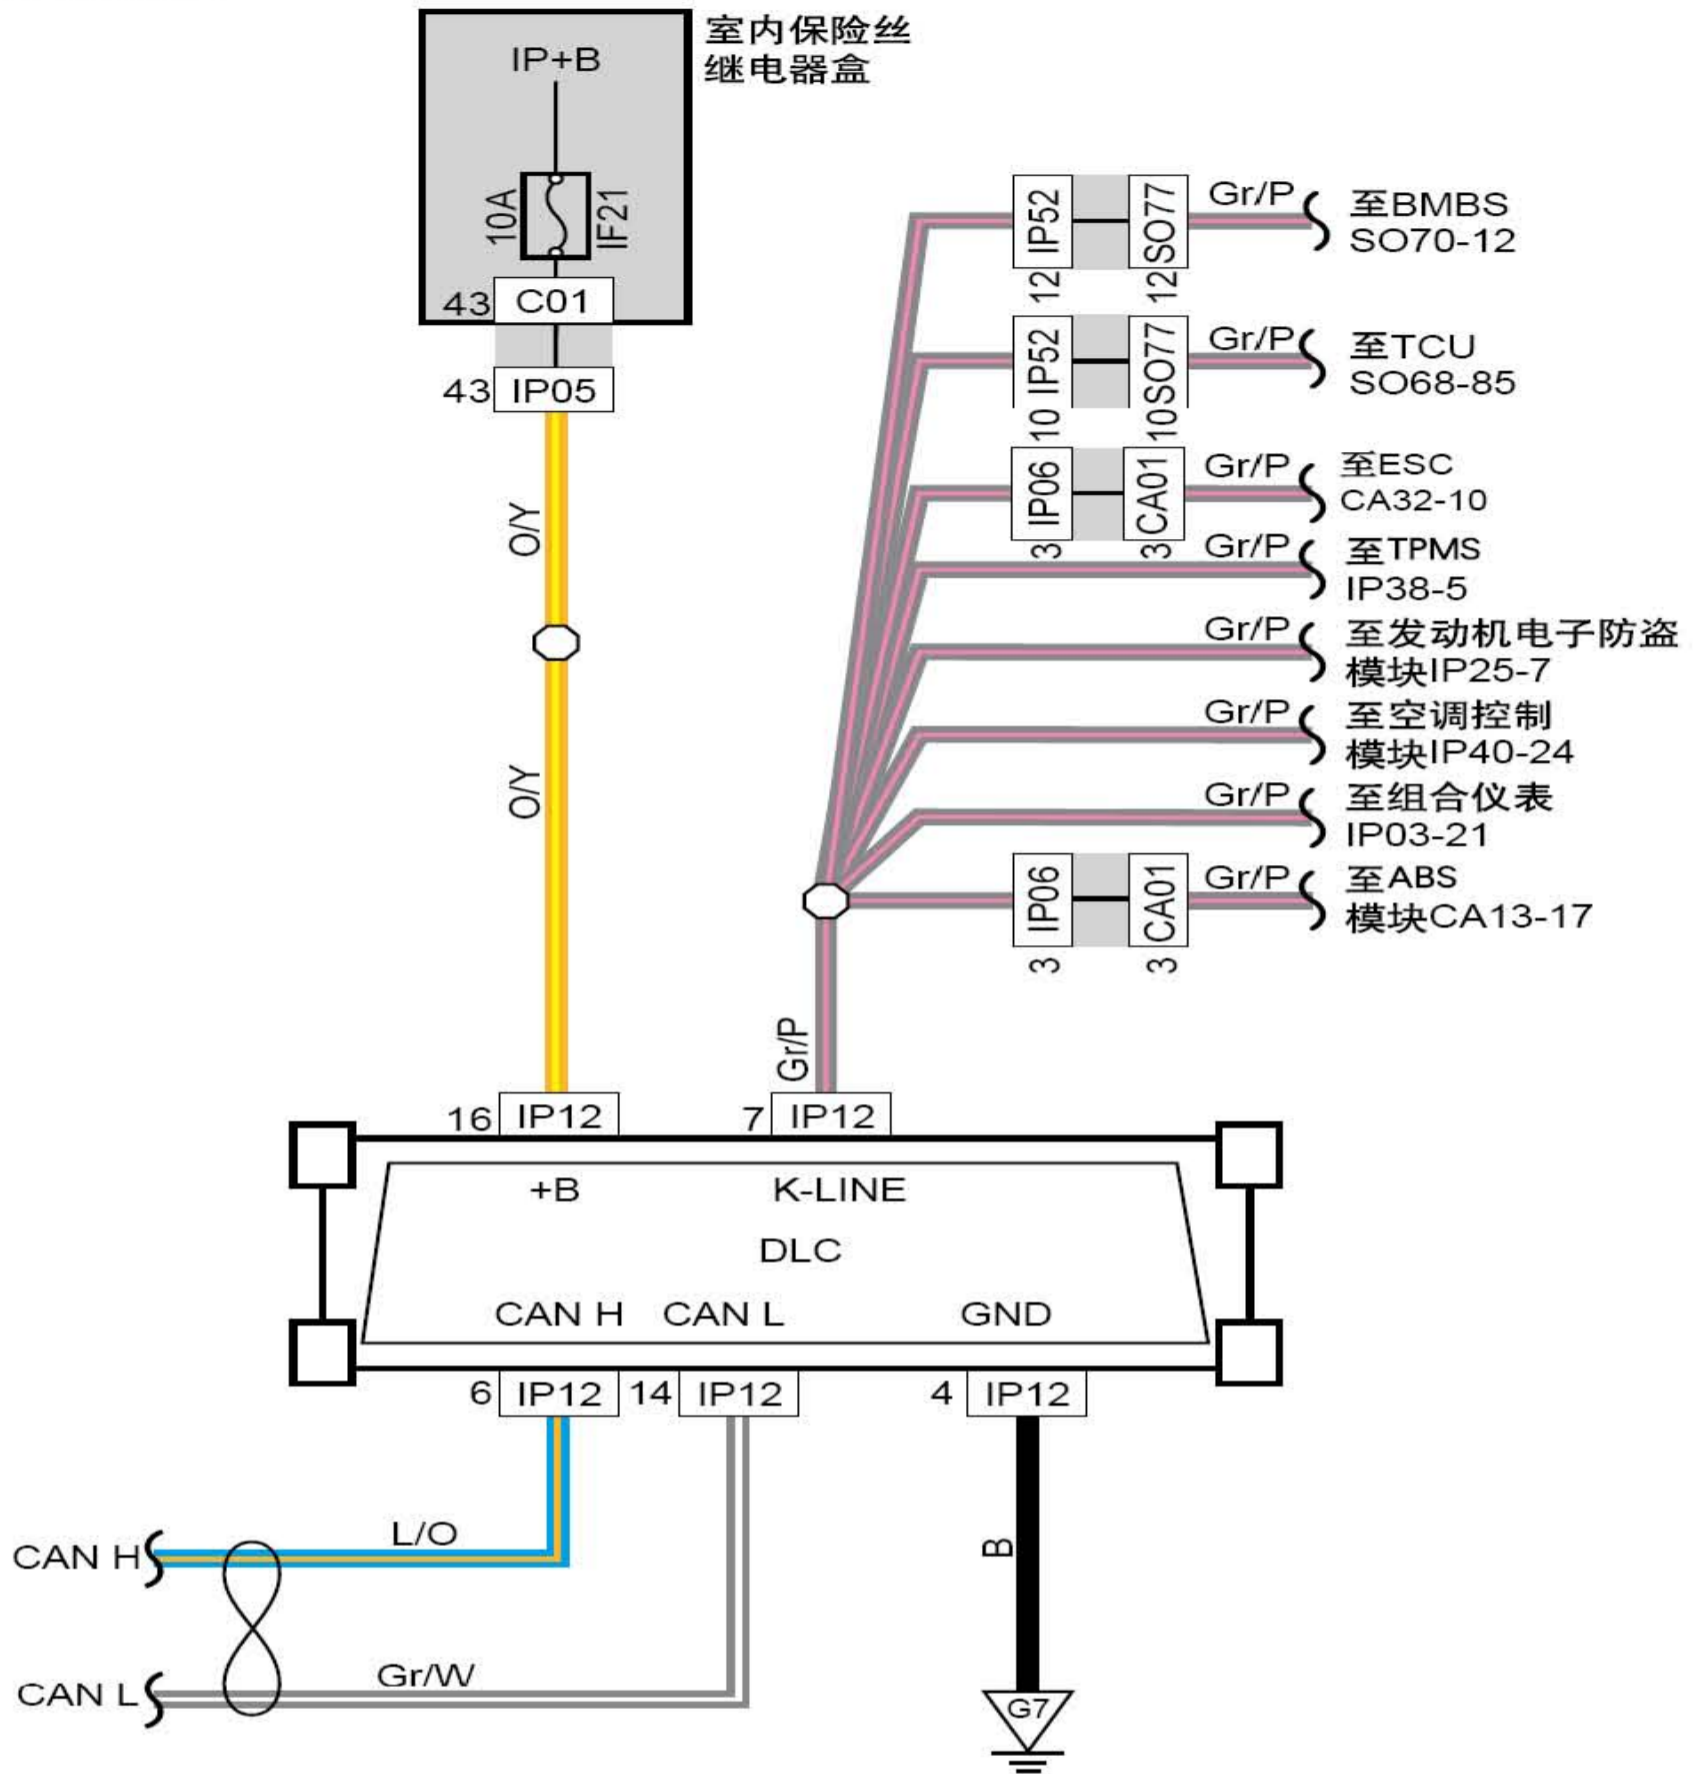 室内保险丝
继电器盒
IP+B
10A
IF21
43
C01
43
IP05
O/Y
O/Y
IP52
SO77
Gr/P
12
12
至BMBS
SO70-12
IP52
SO77
Gr/P
10
10
至TCU
SO68-85
IP06
CA01
Gr/P
3
3
至ESC
CA32-10
Gr/P
至TPMS
IP38-5
Gr/P
至发动机电子防盗
模块IP25-7
Gr/P
至空调控制
模块IP40-24
Gr/P
至组合仪表
IP03-21
IP06
CA01
Gr/P
3
3
至ABS
模块CA13-17
Gr/P
16
IP12
7
IP12
+B
K-LINE
DLC
CAN H
CAN L
GND
6
IP12
14
IP12
4
IP12
L/O
CAN H
B
Gr/W
CAN L
G7